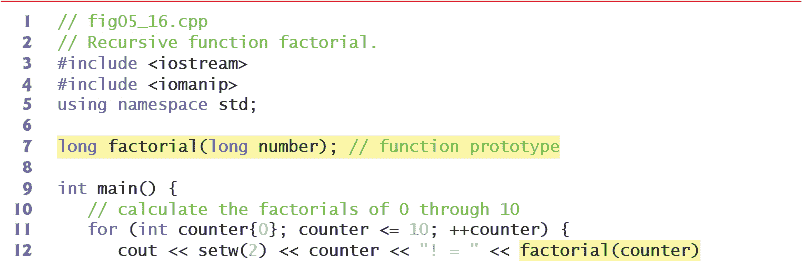 1 // fig05_16.cpp
2 // Recursive function factorial.
3 #include <iostream>
4 #include <iomanip>
5 using namespace std;
6
7 long factorial(long number); // function prototype
8
9 int main() {
10 // calculate the factorials of 0 through 10
11 for (int counter{0}; counter <= 10; ++counter) {
12 cout << setw(2) << counter << "! = " << factorial(counter)